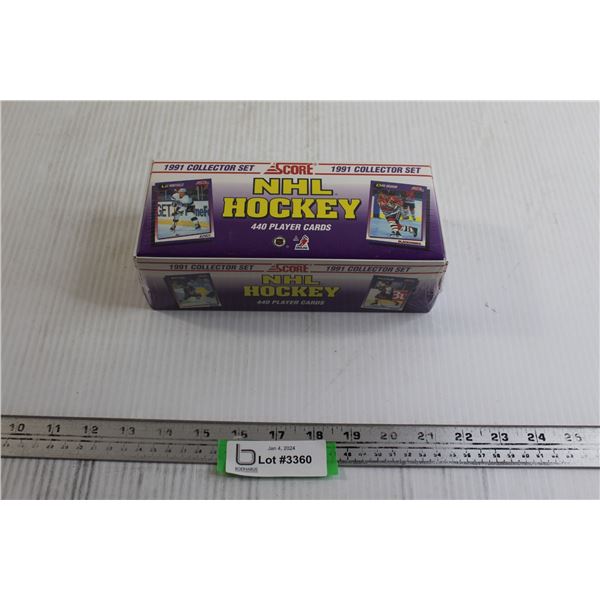 1991 COLLECTOR SET SCORE 1991 COLLECTOR SET
NHL
HOCKEY
440 PLAYER CARDS
1991 COLLECTOR SET SCORE 1991 COLLECTOR SET
NHL
HOCKEY
440 PLAYER CARDS
10 11 12 13 14 15 16 17 18 19 20 21 22 23 24 25
Jan 4, 2024
Lot #3360
BODNARUS